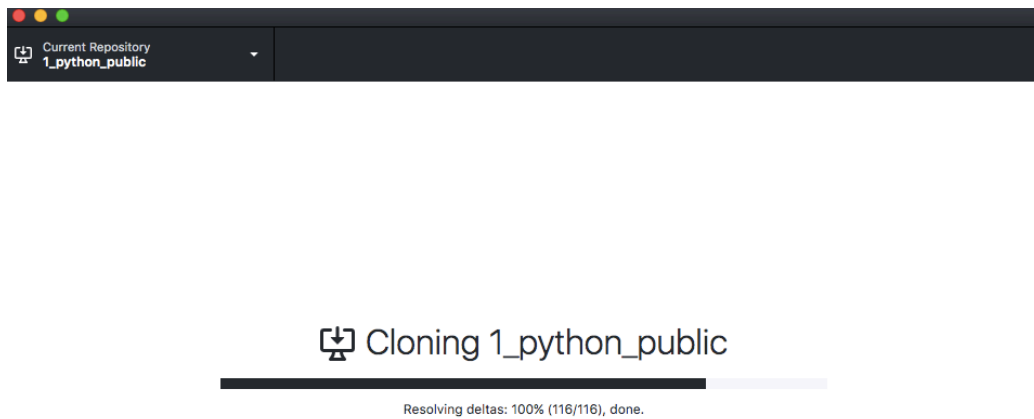 Current Repository
1_python_public
Cloning 1_python_public
Resolving deltas: 100% (116/116), done.